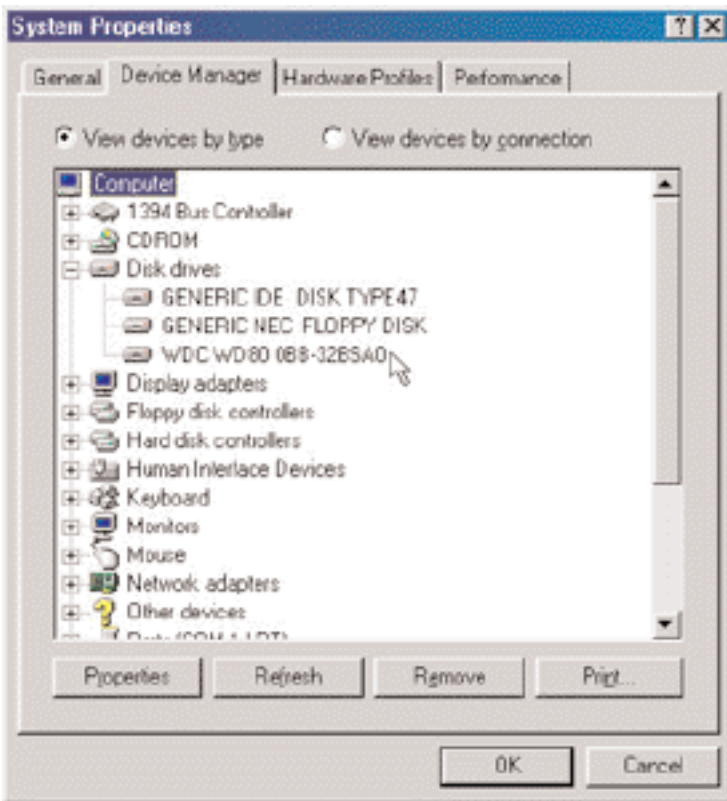 System Properties
General Device Manager Hardware Profiles Performance
View devices by type View devices by connection
Computer
1394 Bus Controller
CDROM
Disk drives
GENERIC IDE DISK TYPE47
GENERIC NEC FLOPPY DISK
WDC WD80 0BB-32BSA0
Display adapters
Floppy disk controllers
Hard disk controllers
Human Interface Devices
Keyboard
Monitors
Mouse
Network adapters
Other devices
Properties Refresh Remove Print...
OK Cancel